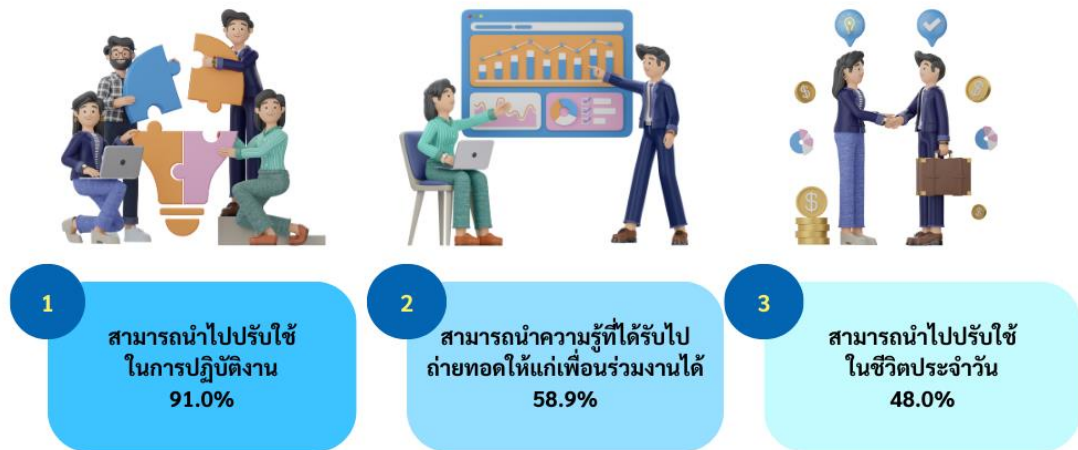 1
สามารถนำไปปรับใช้
ในการปฏิบัติงาน
91.0%
2
สามารถนำความรู้ที่ได้รับไป
ถ่ายทอดให้แก่เพื่อนร่วมงานได้
58.9%
3
สามารถนำไปปรับใช้
ในชีวิตประจำวัน
48.0%